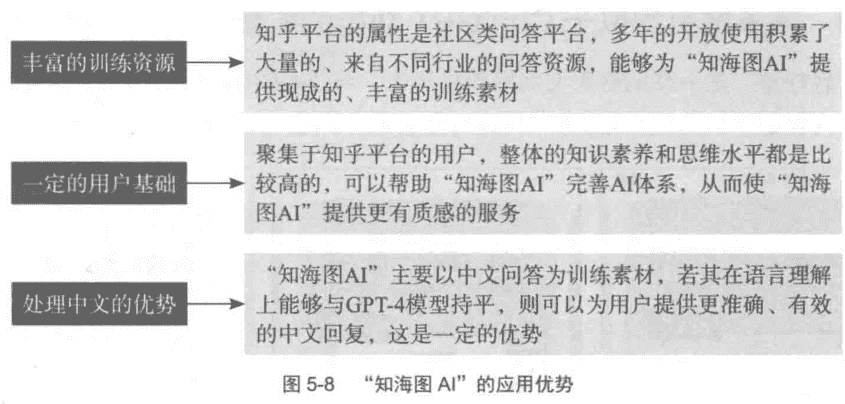 丰富的训练资源
知乎平台的属性是社区类问答平台，多年的开放使用积累了
大量的、来自不同行业的问答资源，能够为“知海图AI”提
供现成的、丰富的训练素材
一定的用户基础
聚集于知乎平台的用户，整体的知识素养和思维水平都是比
较高的，可以帮助“知海图AI”完善AI体系，从而使“知海
图AI”提供更有质感的服务
处理中文的优势
“知海图AI”主要以中文问答为训练素材，若其在语言理解
上能够与GPT-4模型持平，则可以为用户提供更准确、有效
的中文回复，这是一定的优势
图 5-8 “知海图 AI”的应用优势